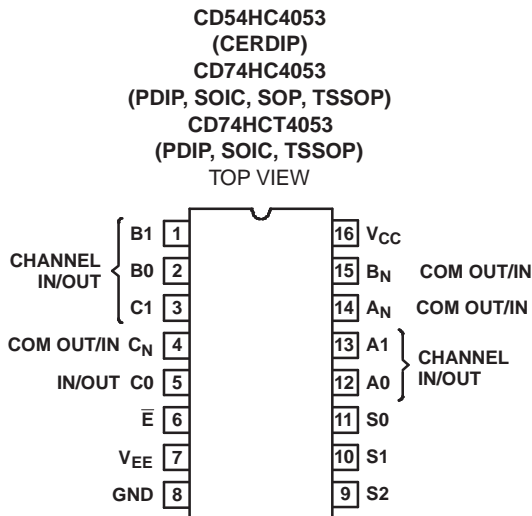 CD54HC4053
(CERDIP)
CD74HC4053
(PDIP, SOIC, SOP, TSSOP)
CD74HCT4053
(PDIP, SOIC, TSSOP)
TOP VIEW
CHANNEL IN/OUT
B1 1
B0 2
C1 3
COM OUT/IN CN 4
IN/OUT C0 5
E̅ 6
VEE 7
GND 8
16 VCC
15 BN COM OUT/IN
14 AN COM OUT/IN
13 A1
12 A0
CHANNEL IN/OUT
11 S0
10 S1
9 S2